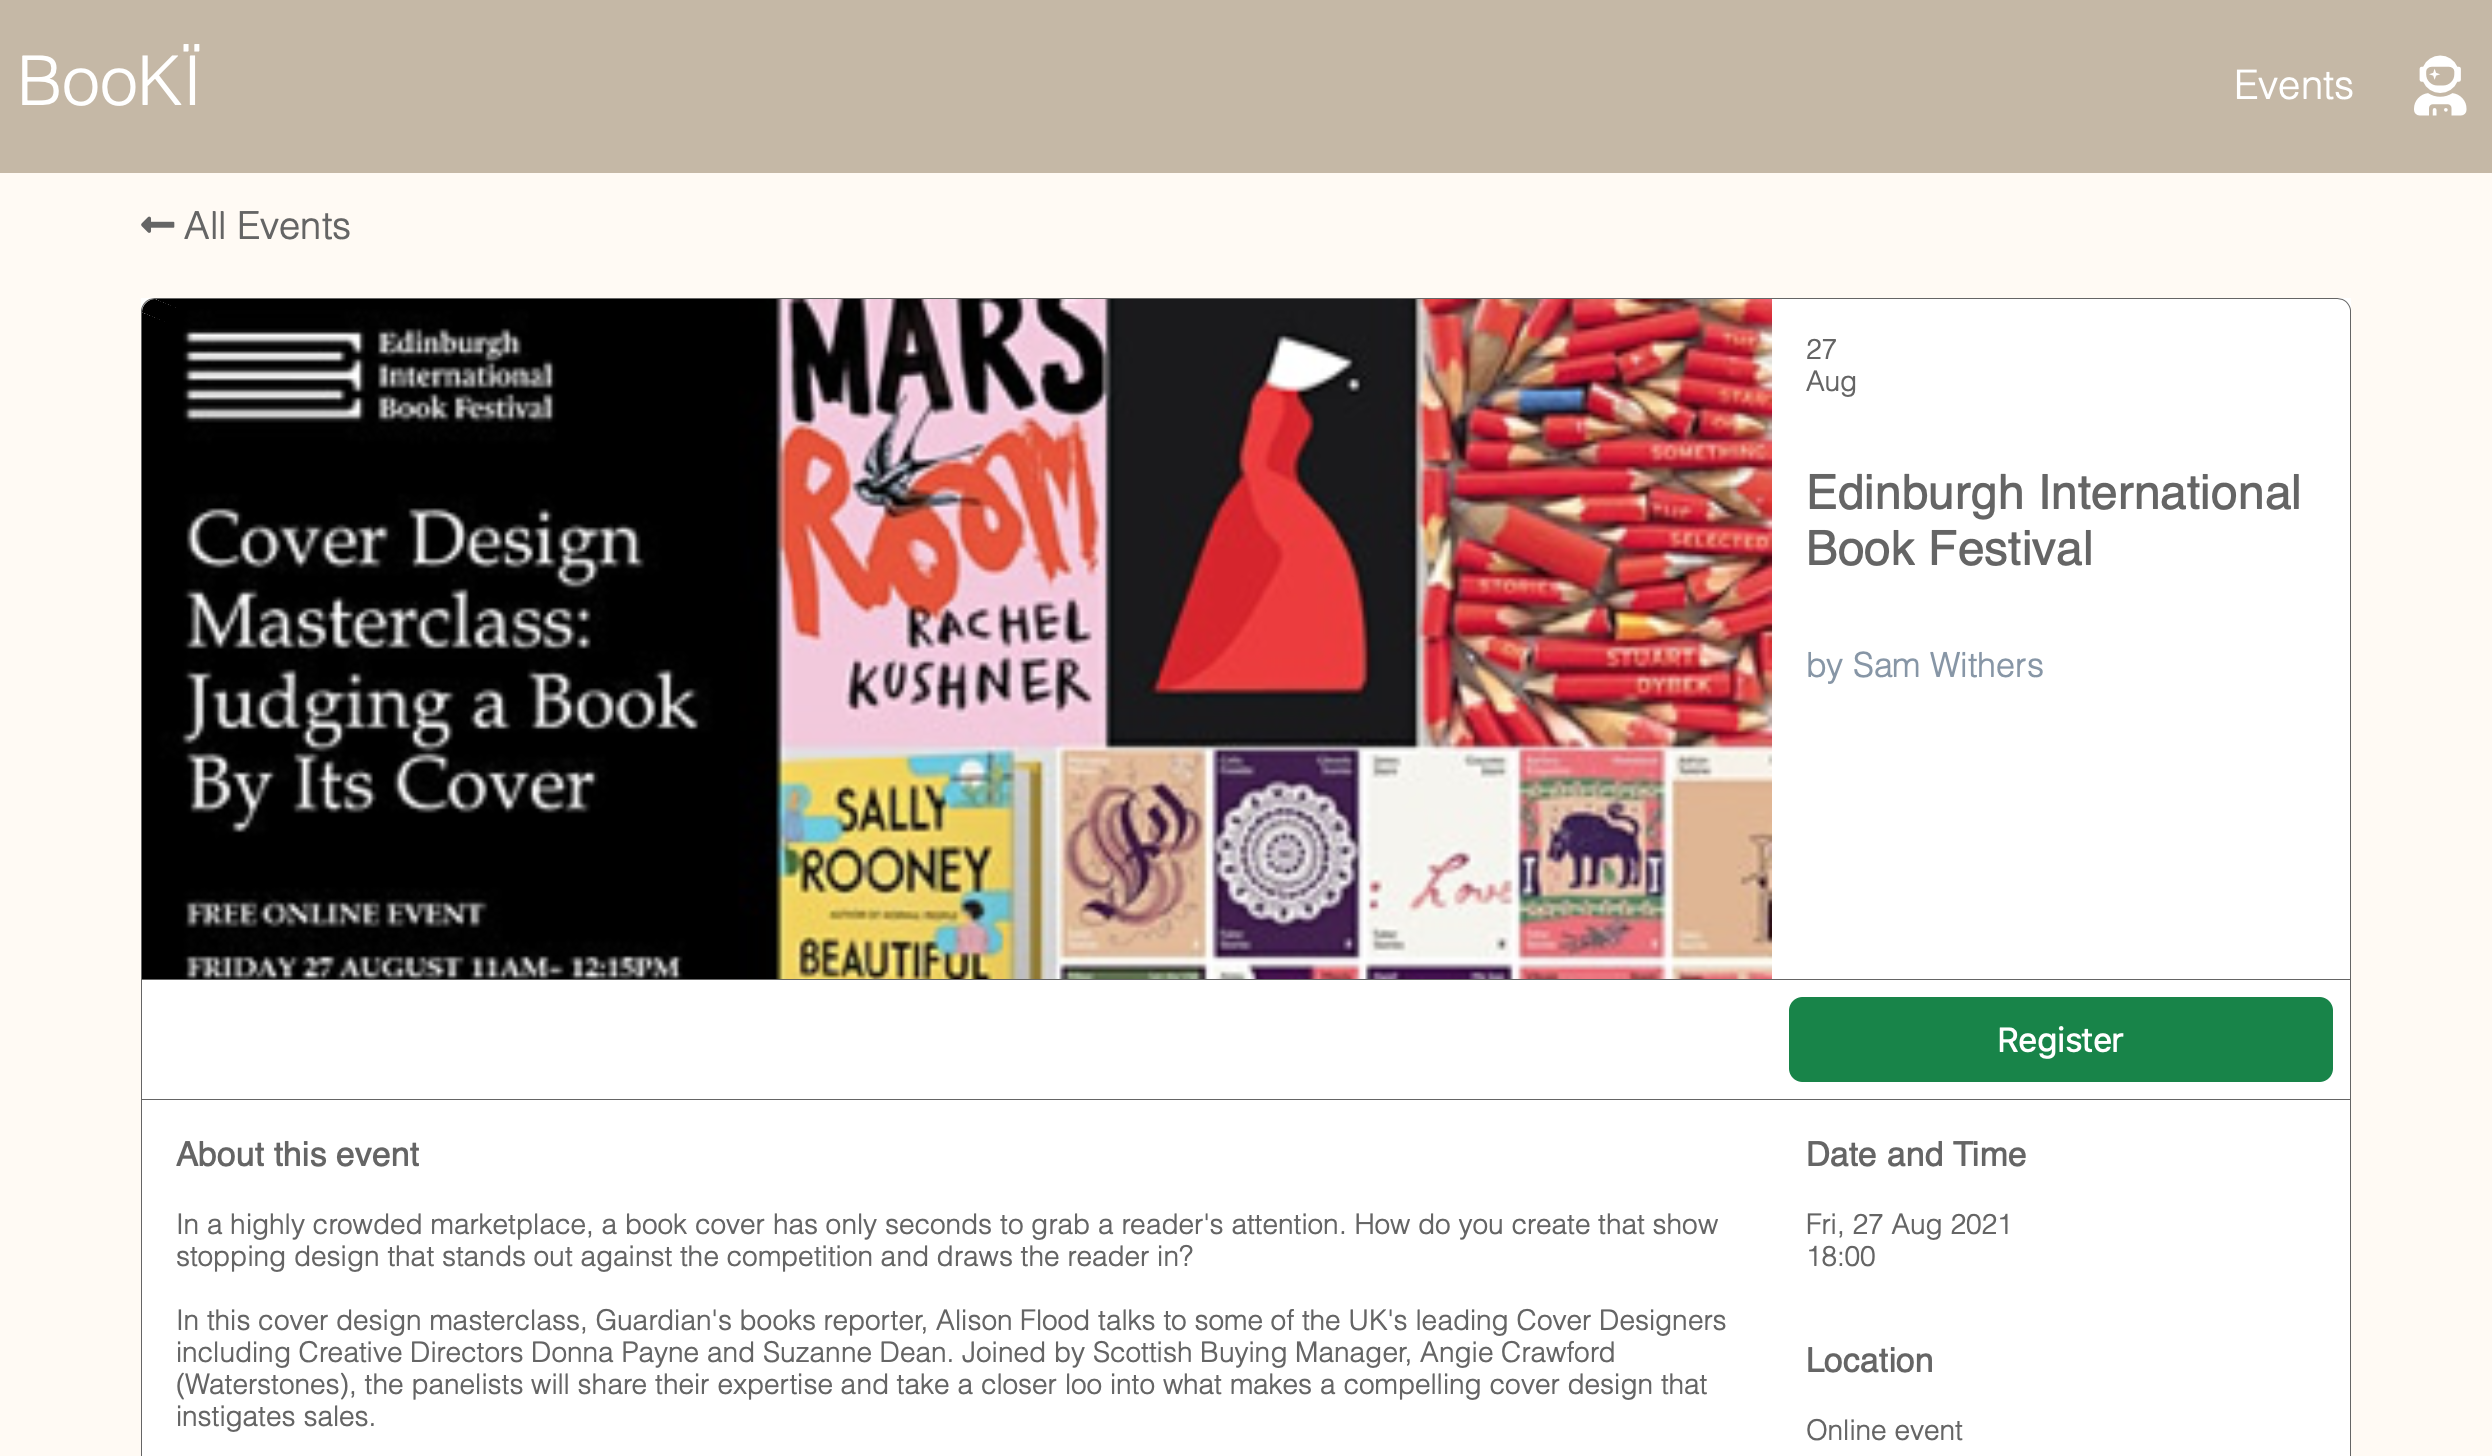 BooKÏ
Events
All Events
Edinburgh
International
Book Festival
Cover Design
Masterclass:
Judging a Book
By Its Cover
FREE ONLINE EVENT
FRIDAY 27 AUGUST 11AM– 12:15PM
MARS
ROOM
RACHEL
KUSHNER
SOMETHING
SELECTED
STORIES
STUART
DYBEK
SALLY
ROONEY
AUTHOR OF NORMAL PEOPLE
BEAUTIFUL
: Love
27
Aug
Edinburgh International
Book Festival
by Sam Withers
Register
About this event
In a highly crowded marketplace, a book cover has only seconds to grab a reader's attention. How do you create that show
stopping design that stands out against the competition and draws the reader in?
In this cover design masterclass, Guardian's books reporter, Alison Flood talks to some of the UK's leading Cover Designers
including Creative Directors Donna Payne and Suzanne Dean. Joined by Scottish Buying Manager, Angie Crawford
(Waterstones), the panelists will share their expertise and take a closer loo into what makes a compelling cover design that
instigates sales.
Date and Time
Fri, 27 Aug 2021
18:00
Location
Online event